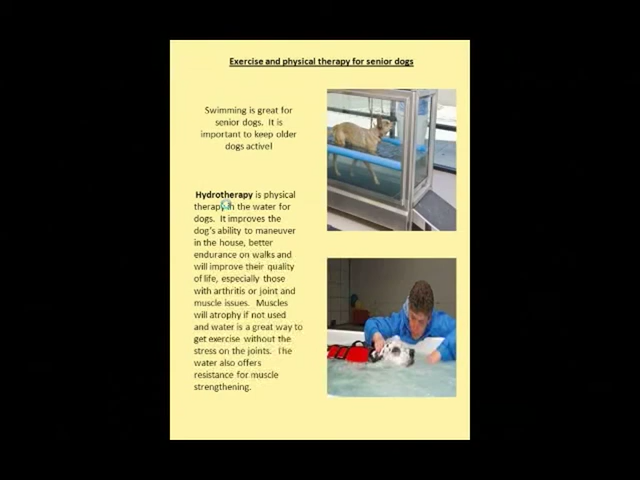 Exercise and physical therapy for senior dogs
Swimming is great for
senior dogs. It is
important to keep older
dogs active!
Hydrotherapy is physical
therapy in the water for
dogs. It improves the
dog's ability to maneuver
in the house, better
endurance on walks and
will improve their quality
of life, especially those
with arthritis or joint and
muscle issues. Muscles
will atrophy if not used
and water is a great way to
get exercise without the
stress on the joints. The
water also offers
resistance for muscle
strengthening.